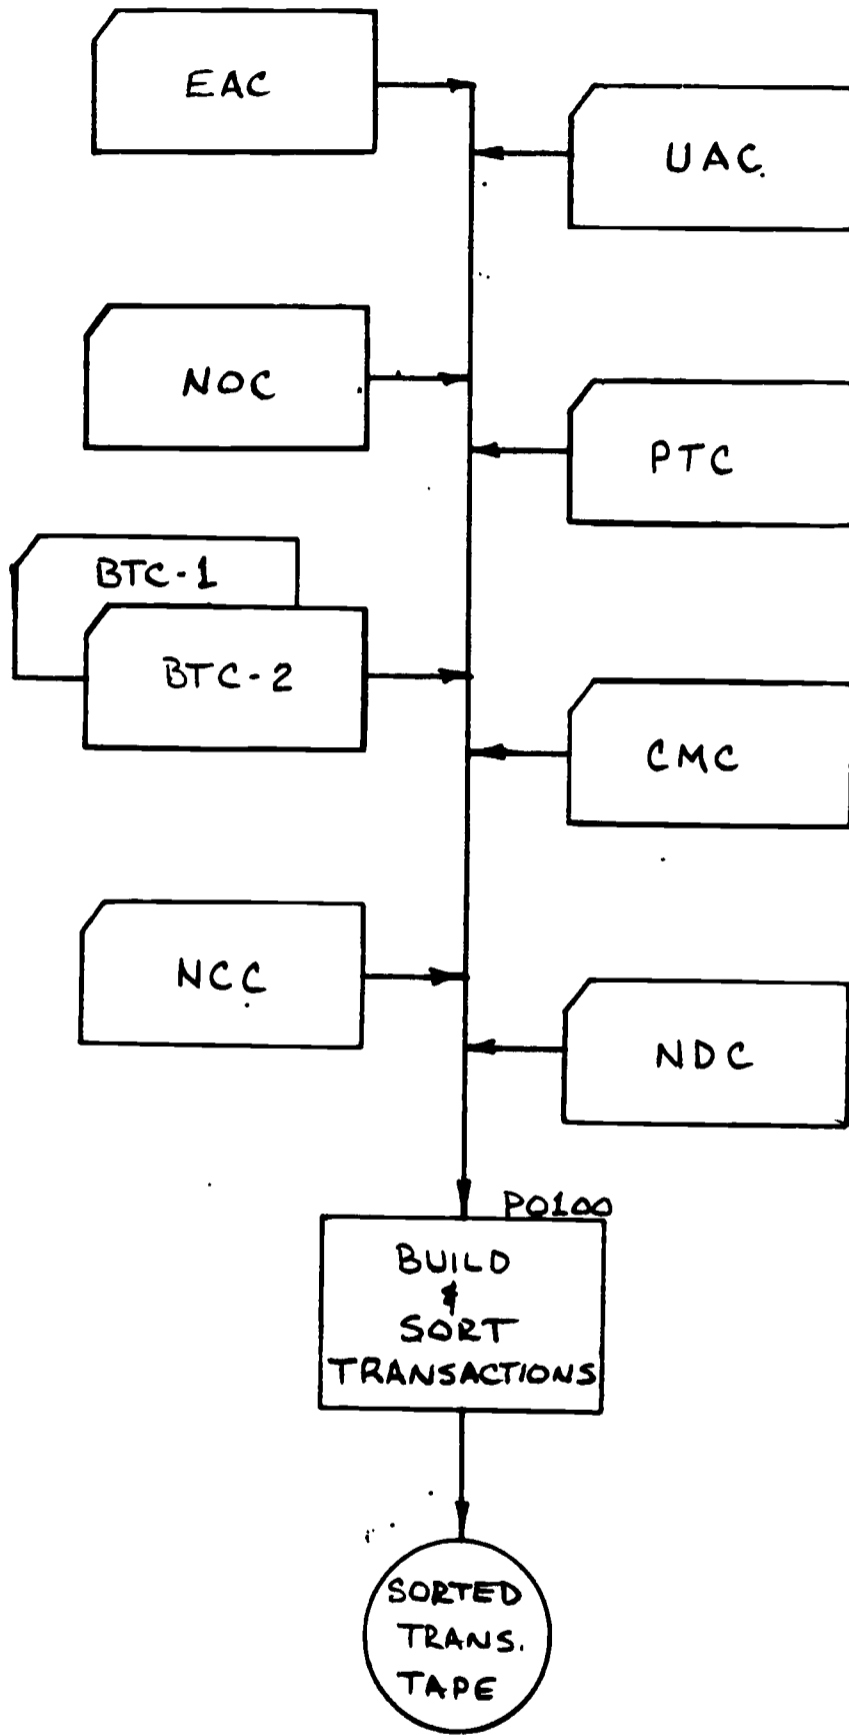 EAC
UAC
NOC
PTC
BTC-1
BTC-2
CMC
NCC
NDC
PO100
BUILD
&
SORT
TRANSACTIONS
SORTED
TRANS.
TAPE